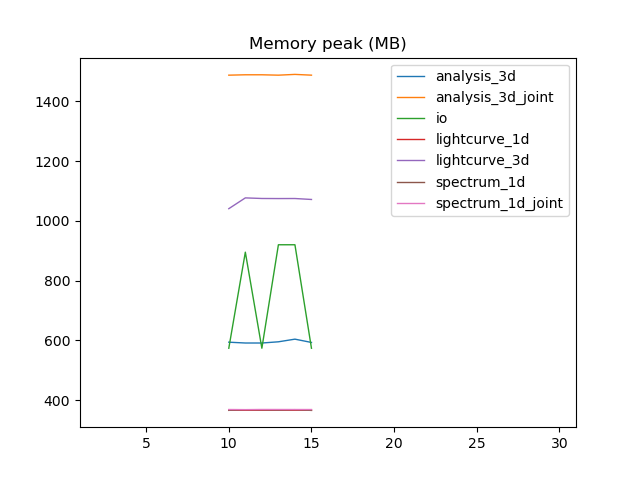 Memory peak (MB)
analysis_3d
analysis_3d_joint
io
lightcurve_1d
lightcurve_3d
spectrum_1d
spectrum_1d_joint
1400
1200
1000
800
600
400
5 10 15 20 25 30